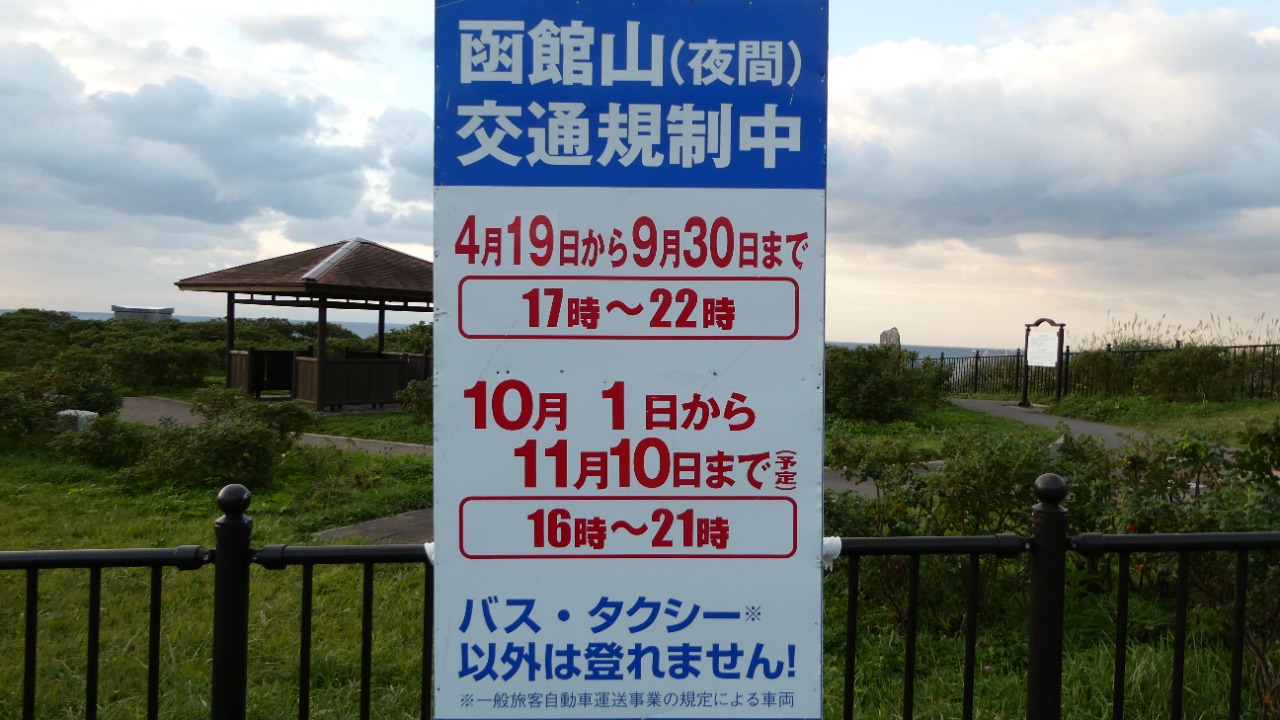 函館山(夜間)
交通規制中
4月19日から9月30日まで
17時～22時
10月 1日から
11月10日まで(予定)
16時～21時
バス・タクシー※
以外は登れません!
※一般旅客自動車運送事業の規定による車両